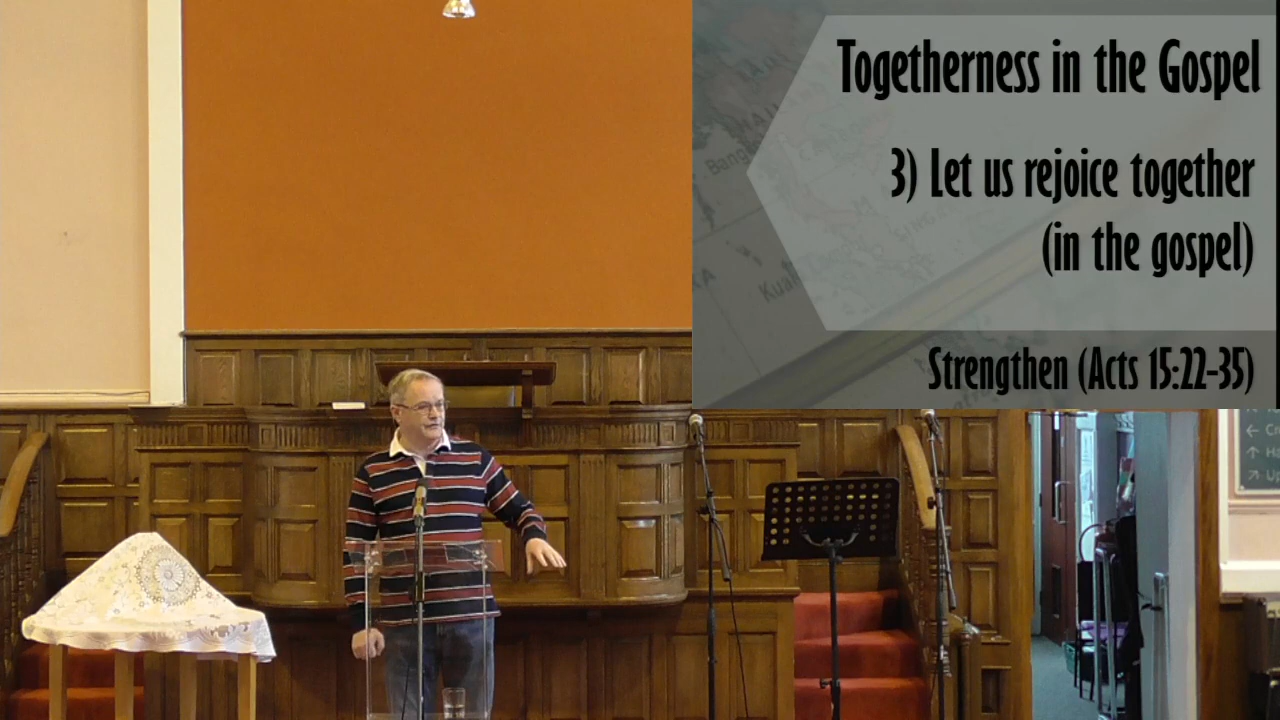 Togetherness in the Gospel
3) Let us rejoice together
(in the gospel)
Strengthen (Acts 15:22-35)